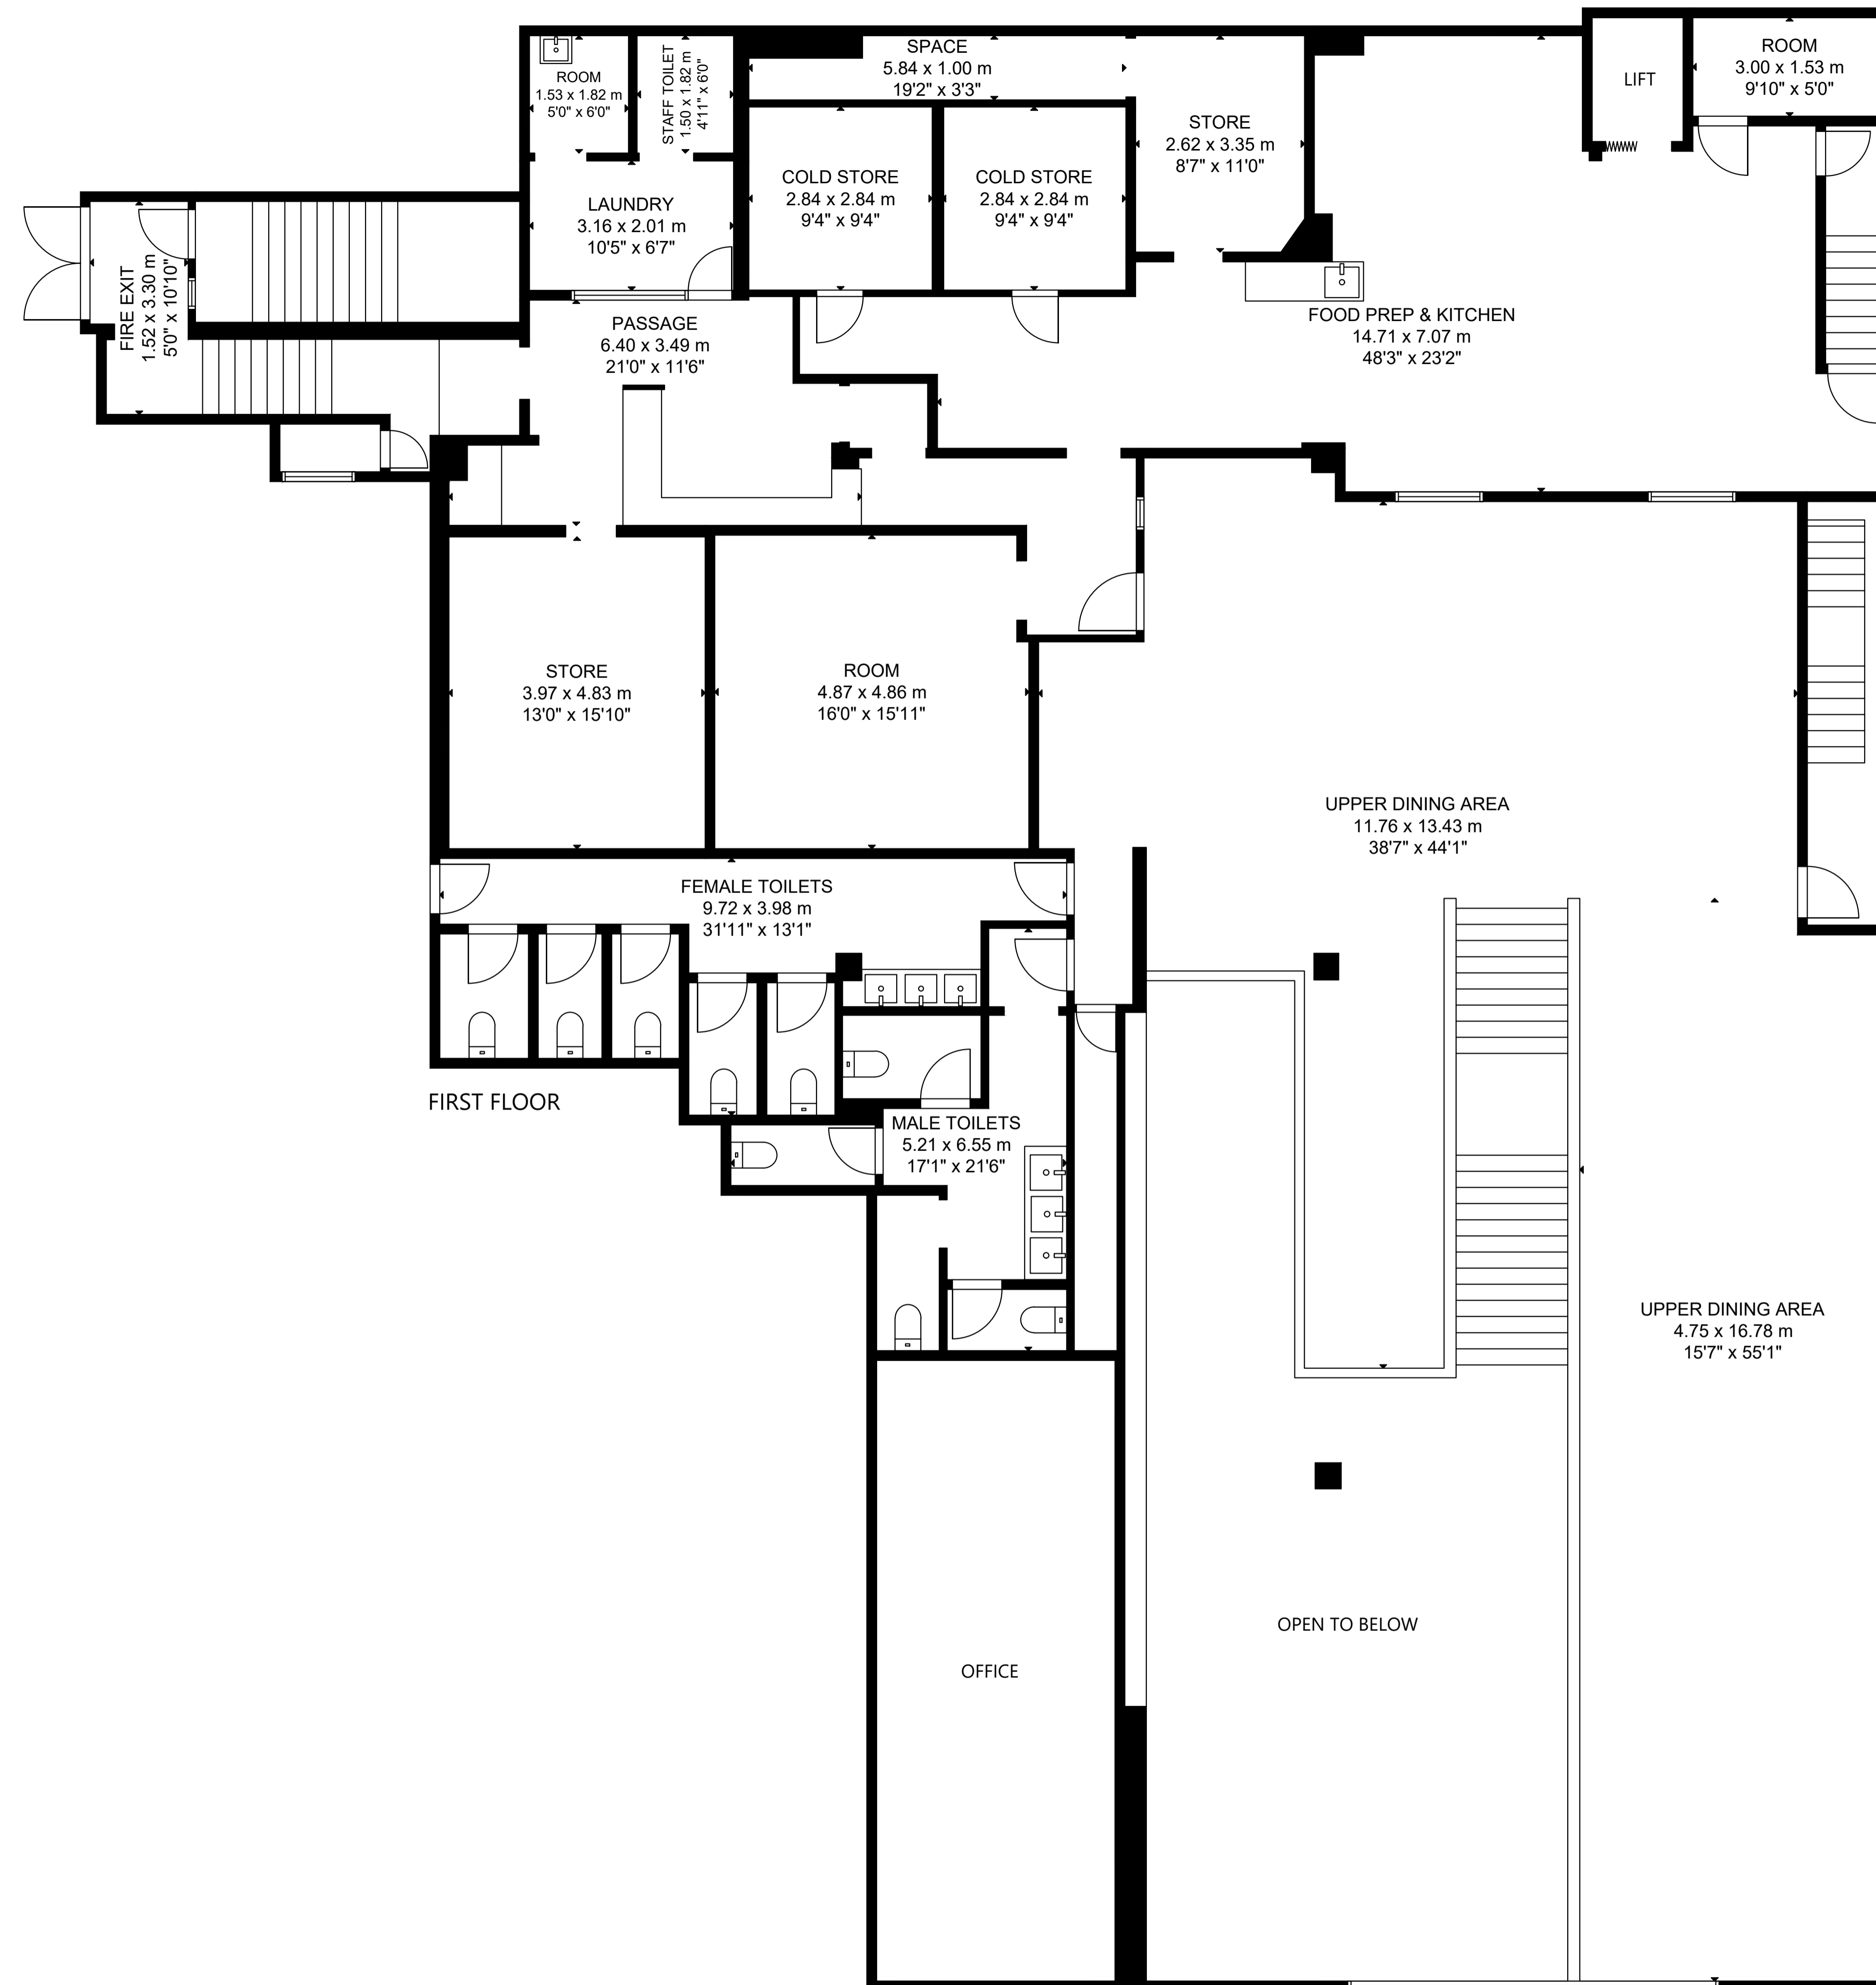 SPACE
5.84 x 1.00 m
19'2" x 3'3"
ROOM
3.00 x 1.53 m
9'10" x 5'0"
LIFT
ROOM
1.53 x 1.82 m
5'0" x 6'0"
STAFF TOILET
1.50 x 1.82 m
4'11" x 6'0"
STORE
2.62 x 3.35 m
8'7" x 11'0"
COLD STORE
2.84 x 2.84 m
9'4" x 9'4"
COLD STORE
2.84 x 2.84 m
9'4" x 9'4"
LAUNDRY
3.16 x 2.01 m
10'5" x 6'7"
FIRE EXIT
1.52 x 3.30 m
5'0" x 10'10"
PASSAGE
6.40 x 3.49 m
21'0" x 11'6"
FOOD PREP & KITCHEN
14.71 x 7.07 m
48'3" x 23'2"
STORE
3.97 x 4.83 m
13'0" x 15'10"
ROOM
4.87 x 4.86 m
16'0" x 15'11"
UPPER DINING AREA
11.76 x 13.43 m
38'7" x 44'1"
FEMALE TOILETS
9.72 x 3.98 m
31'11" x 13'1"
FIRST FLOOR
MALE TOILETS
5.21 x 6.55 m
17'1" x 21'6"
UPPER DINING AREA
4.75 x 16.78 m
15'7" x 55'1"
OPEN TO BELOW
OFFICE